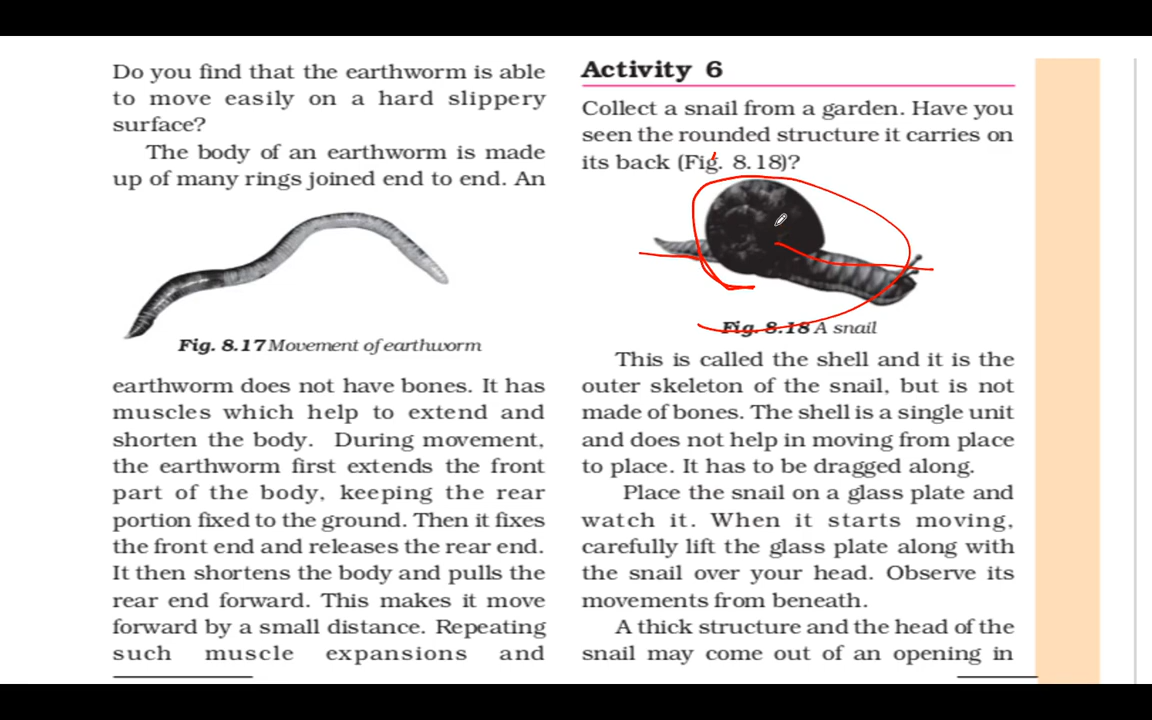 Do you find that the earthworm is able
to move easily on a hard slippery
surface?
The body of an earthworm is made
up of many rings joined end to end. An
Fig. 8.17 Movement of earthworm
earthworm does not have bones. It has
muscles which help to extend and
shorten the body. During movement,
the earthworm first extends the front
part of the body, keeping the rear
portion fixed to the ground. Then it fixes
the front end and releases the rear end.
It then shortens the body and pulls the
rear end forward. This makes it move
forward by a small distance. Repeating
such muscle expansions and
Activity 6
Collect a snail from a garden. Have you
seen the rounded structure it carries on
its back (Fig. 8.18)?
Fig. 8.18 A snail
This is called the shell and it is the
outer skeleton of the snail, but is not
made of bones. The shell is a single unit
and does not help in moving from place
to place. It has to be dragged along.
Place the snail on a glass plate and
watch it. When it starts moving,
carefully lift the glass plate along with
the snail over your head. Observe its
movements from beneath.
A thick structure and the head of the
snail may come out of an opening in